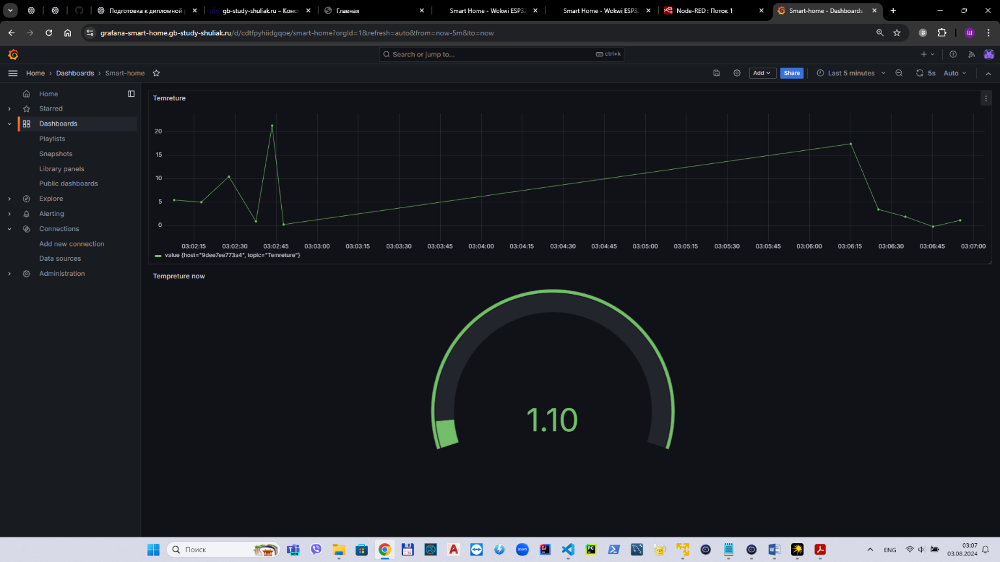 Подготовка к дипломной р
gb-study-shuliak.ru – Конст
Главная
Smart Home - Wokwi ESP32
Smart Home - Wokwi ESP32
Node-RED : Поток 1
Smart-home - Dashboards
grafana-smart-home.gb-study-shuliak.ru/d/cdtfpyhiidgqoe/smart-home?orgId=1&refresh=auto&from=now-5m&to=now
Ш
Search or jump to...
ctrl+k
Home › Dashboards › Smart-home
Add
Share
Last 5 minutes
5s
Auto
Home
Starred
Dashboards
Playlists
Snapshots
Library panels
Public dashboards
Explore
Alerting
Connections
Add new connection
Data sources
Administration
Temreture
20
15
10
5
0
03:02:15 03:02:30 03:02:45 03:03:00 03:03:15 03:03:30 03:03:45 03:04:00 03:04:15 03:04:30 03:04:45 03:05:00 03:05:15 03:05:30 03:05:45 03:06:00 03:06:15 03:06:30 03:06:45 03:07:00
value {host="9dee7ee773a4", topic="Temreture"}
Tempreture now
1.10
Поиск
ENG
03:07
03.08.2024